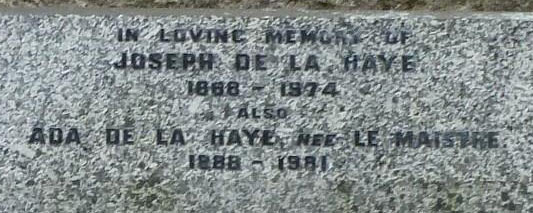 IN LOVING MEMORY OF
JOSEPH DE LA HAYE
1888 - 1974
ALSO
ADA DE LA HAYE, NEE LE MAISTRE.
1888 - 1981